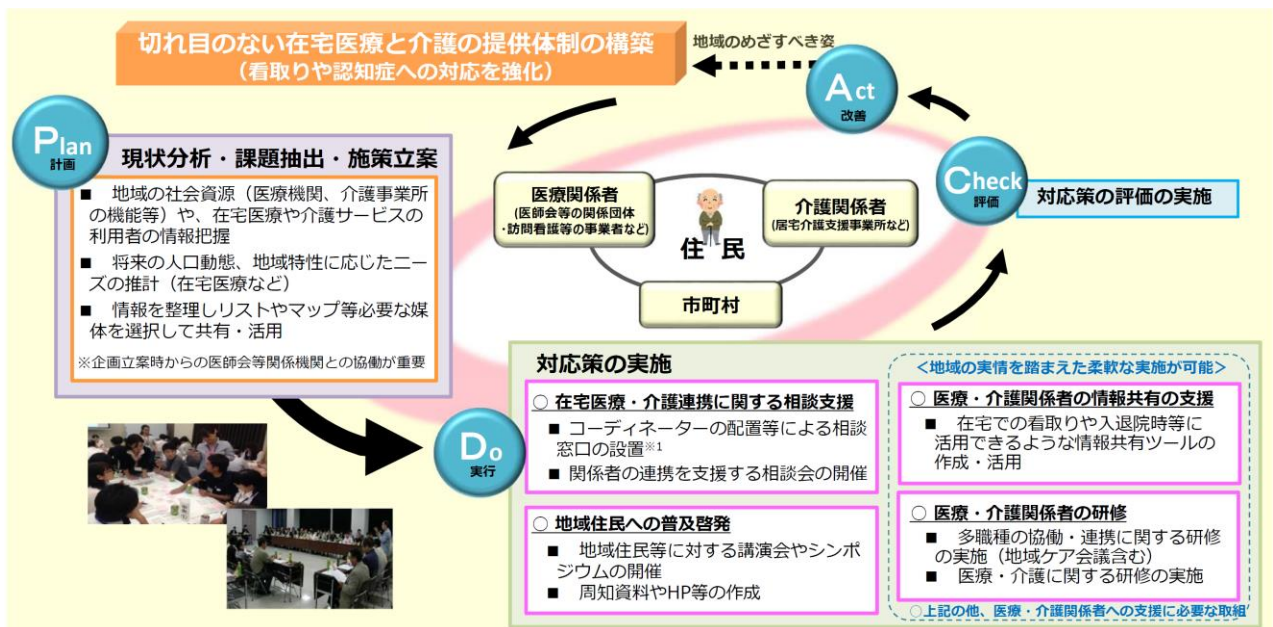 切れ目のない在宅医療と介護の提供体制の構築
（看取りや認知症への対応を強化）
地域のめざすべき姿
Act
改善
Plan
計画
現状分析・課題抽出・施策立案
■ 地域の社会資源（医療機関、介護事業所
の機能等）や、在宅医療や介護サービスの
利用者の情報把握
■ 将来の人口動態、地域特性に応じたニー
ズの推計（在宅医療など）
■ 情報を整理しリストやマップ等必要な媒
体を選択して共有・活用
※企画立案時からの医師会等関係機関との協働が重要
医療関係者
(医師会等の関係団体
・訪問看護等の事業者など)
介護関係者
(居宅介護支援事業所など)
住 民
市町村
Check
評価
対応策の評価の実施
Do
実行
対応策の実施
○ 在宅医療・介護連携に関する相談支援
■ コーディネーターの配置等による相談
窓口の設置※1
■ 関係者の連携を支援する相談会の開催
○ 地域住民への普及啓発
■ 地域住民等に対する講演会やシンポ
ジウムの開催
■ 周知資料やHP等の作成
＜地域の実情を踏まえた柔軟な実施が可能＞
○ 医療・介護関係者の情報共有の支援
■ 在宅での看取りや入退院時等に
活用できるような情報共有ツールの
作成・活用
○ 医療・介護関係者の研修
■ 多職種の協働・連携に関する研修
の実施（地域ケア会議含む）
■ 医療・介護に関する研修の実施
○上記の他、医療・介護関係者への支援に必要な取組